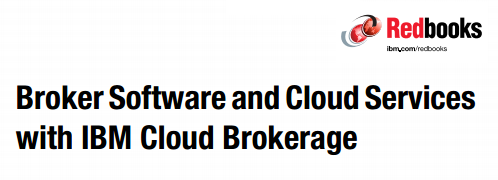 Redbooks
ibm.com/redbooks
Broker Software and Cloud Services
with IBM Cloud Brokerage